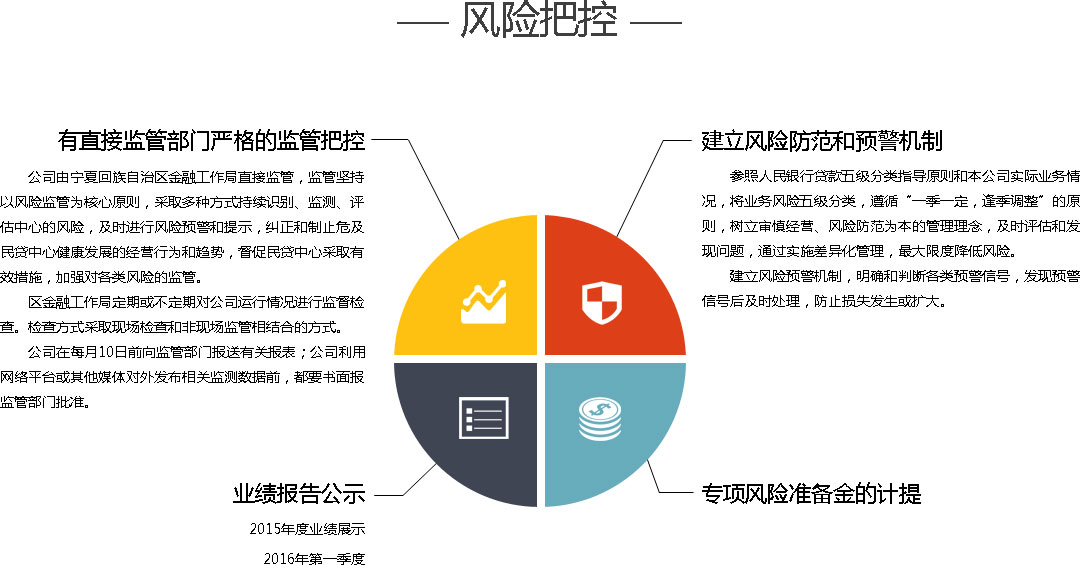 风险把控
有直接监管部门严格的监管把控
公司由宁夏回族自治区金融工作局直接监管，监管坚持
以风险监管为核心原则，采取多种方式持续识别、监测、评
估中心的风险，及时进行风险预警和提示，纠正和制止危及
民贷中心健康发展的经营行为和趋势，督促民贷中心采取有
效措施，加强对各类风险的监管。
区金融工作局定期或不定期对公司运行情况进行监督检
查。检查方式采取现场检查和非现场监管相结合的方式。
公司在每月10日前向监管部门报送有关报表；公司利用
网络平台或其他媒体对外发布相关监测数据前，都要书面报
监管部门批准。
建立风险防范和预警机制
参照人民银行贷款五级分类指导原则和本公司实际业务情
况，将业务风险五级分类，遵循“一季一定，逢季调整”的原
则，树立审慎经营、风险防范为本的管理理念，及时评估和发
现问题，通过实施差异化管理，最大限度降低风险。
建立风险预警机制，明确和判断各类预警信号，发现预警
信号后及时处理，防止损失发生或扩大。
业绩报告公示
2015年度业绩展示
2016年第一季度
专项风险准备金的计提